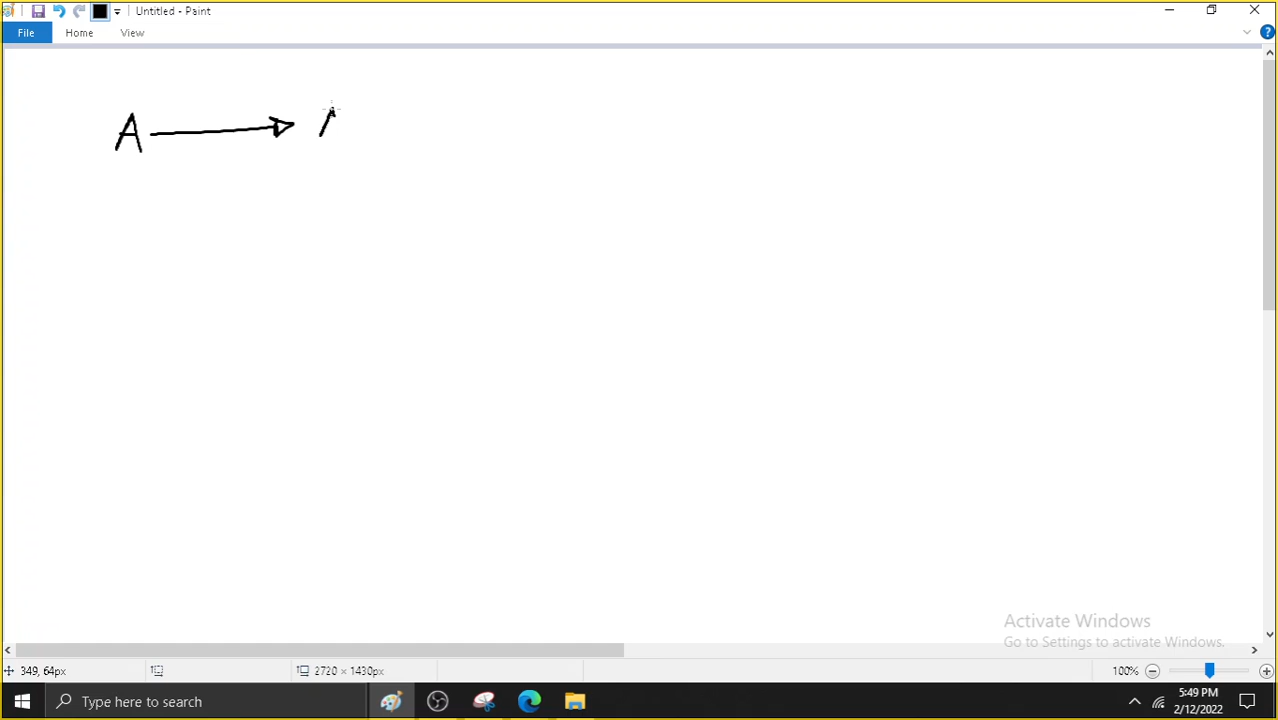 Untitled - Paint
File Home View
A
Activate Windows
Go to Settings to activate Windows.
349, 64px 2720 × 1430px 100%
Type here to search
5:49 PM
2/12/2022